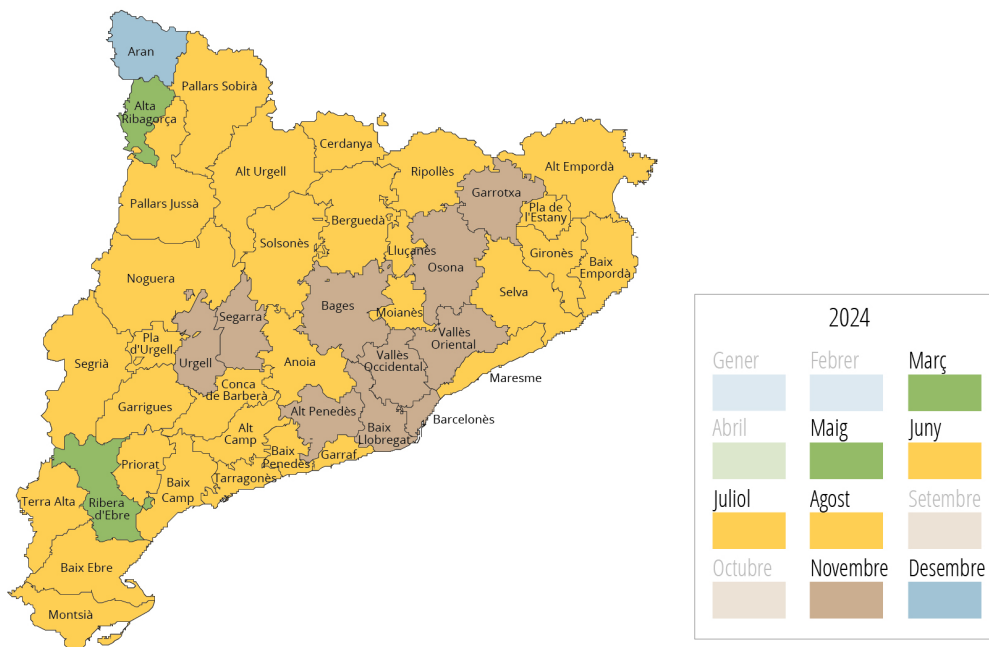 Aran
Pallars Sobirà
Alta
Ribagorça
Cerdanya
Alt Urgell
Ripollès
Alt Empordà
Garrotxa
Pallars Jussà
Pla de
l'Estany
Berguedà
Solsonès
Lluçanès
Gironès
Baix
Empordà
Osona
Noguera
Selva
Bages
Moianès
Segarra
Vallès
Oriental
Pla
d'Urgell
Segrià
Urgell
Anoia
Vallès
Occidental
Maresme
Conca
de Barberà
Garrigues
Alt Penedès
Barcelonès
Alt
Camp
Baix
Llobregat
Baix
Penedès
Garraf
Priorat
Tarragonès
Baix
Camp
Terra Alta
Ribera
d'Ebre
Baix Ebre
Montsià
2024
Gener Febrer Març
Abril Maig Juny
Juliol Agost Setembre
Octubre Novembre Desembre